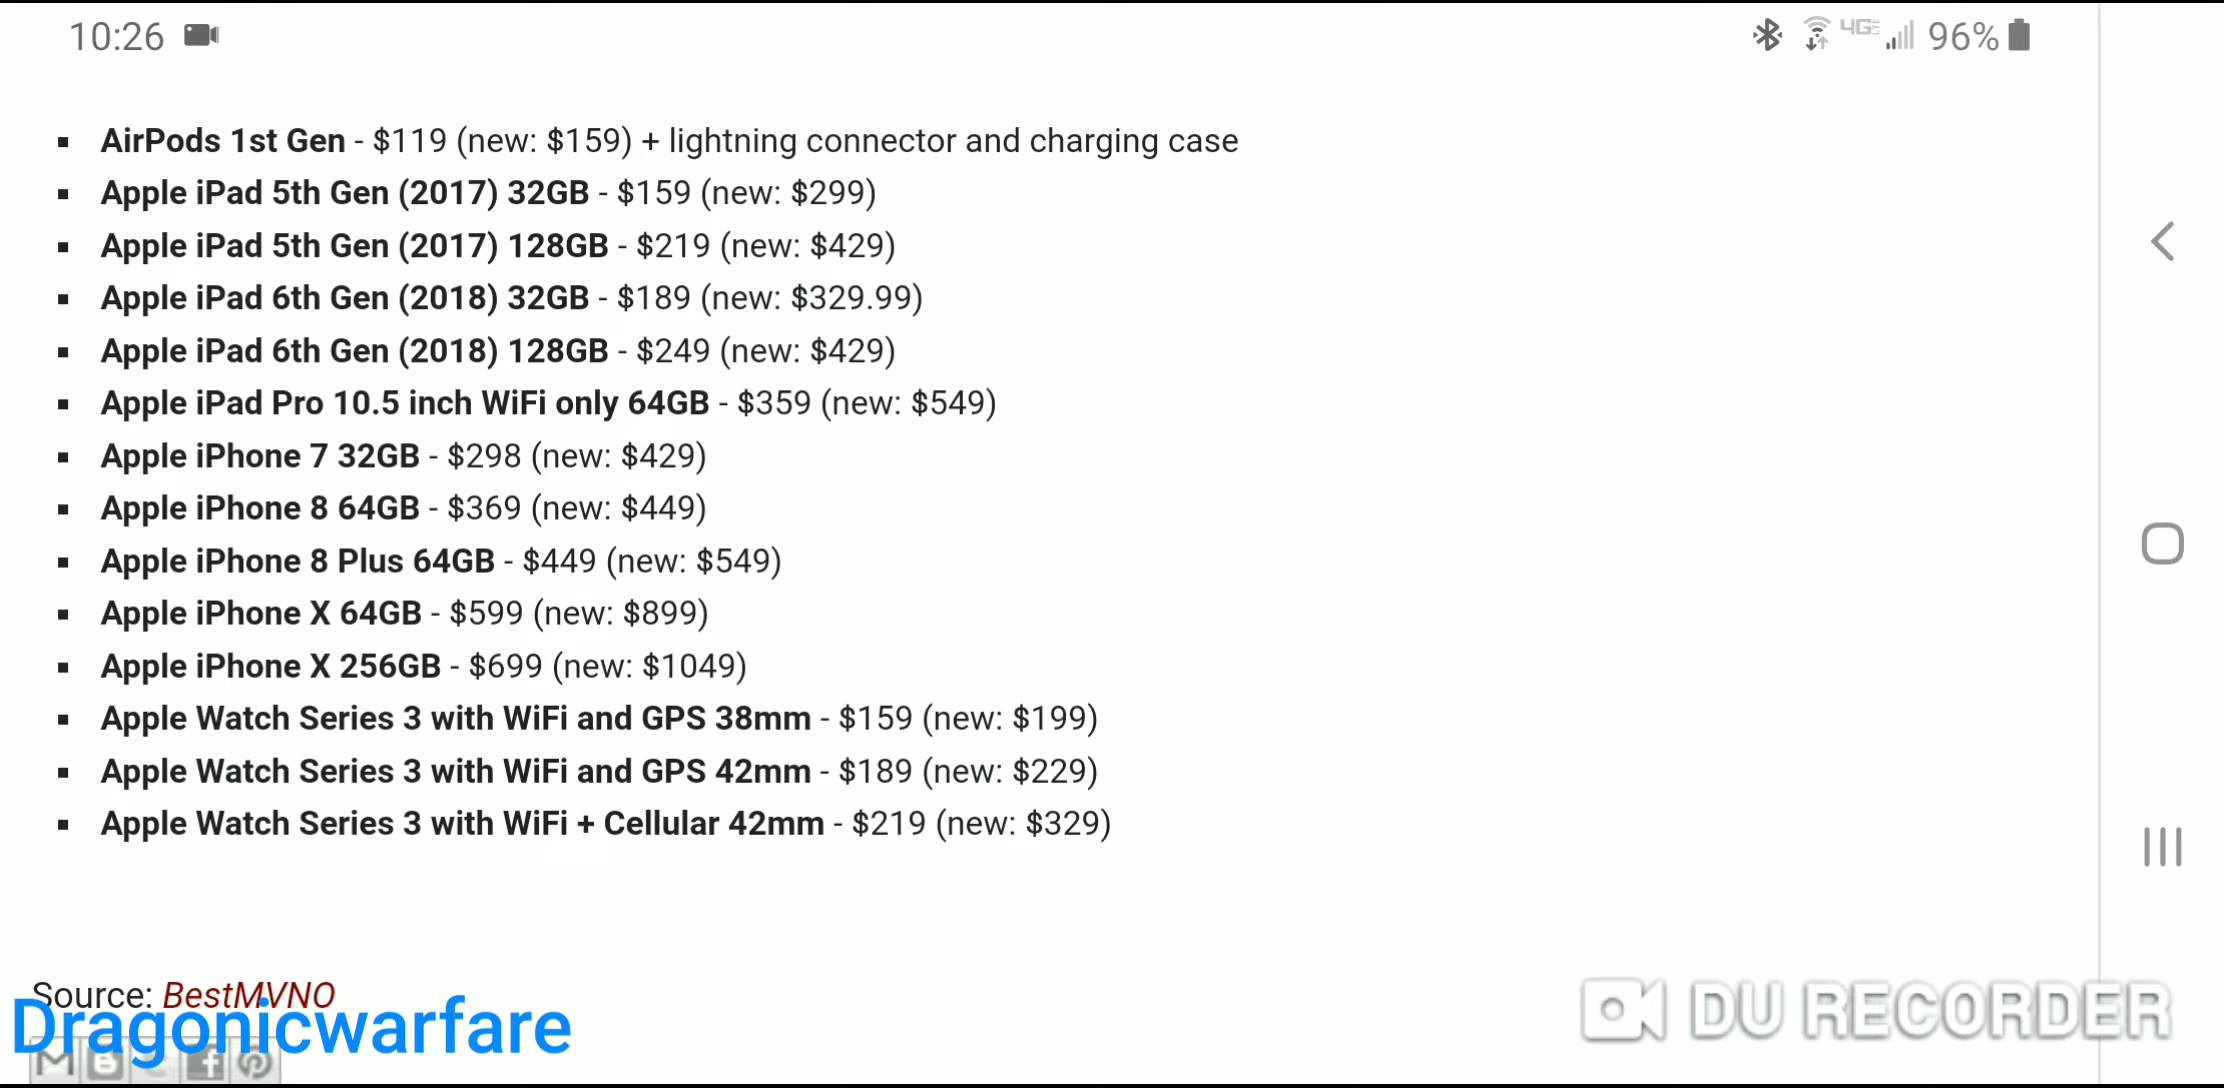 10:26 4GE 96%
AirPods 1st Gen - $119 (new: $159) + lightning connector and charging case
Apple iPad 5th Gen (2017) 32GB - $159 (new: $299)
Apple iPad 5th Gen (2017) 128GB - $219 (new: $429)
Apple iPad 6th Gen (2018) 32GB - $189 (new: $329.99)
Apple iPad 6th Gen (2018) 128GB - $249 (new: $429)
Apple iPad Pro 10.5 inch WiFi only 64GB - $359 (new: $549)
Apple iPhone 7 32GB - $298 (new: $429)
Apple iPhone 8 64GB - $369 (new: $449)
Apple iPhone 8 Plus 64GB - $449 (new: $549)
Apple iPhone X 64GB - $599 (new: $899)
Apple iPhone X 256GB - $699 (new: $1049)
Apple Watch Series 3 with WiFi and GPS 38mm - $159 (new: $199)
Apple Watch Series 3 with WiFi and GPS 42mm - $189 (new: $229)
Apple Watch Series 3 with WiFi + Cellular 42mm - $219 (new: $329)
Source: BestMVNO
Dragonicwarfare
DU RECORDER